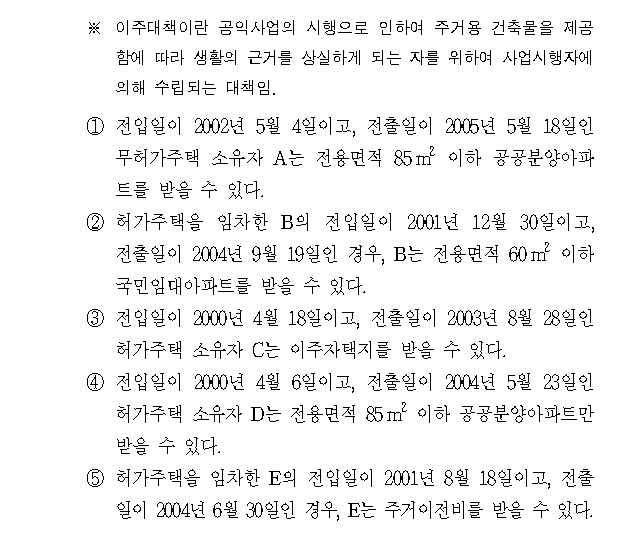 ※ 이주대책이란 공익사업의 시행으로 인하여 주거용 건축물을 제공
함에 따라 생활의 근거를 상실하게 되는 자를 위하여 사업시행자에
의해 수립되는 대책임.
① 전입일이 2002년 5월 4일이고, 전출일이 2005년 5월 18일인
무허가주택 소유자 A는 전용면적 85㎡ 이하 공공분양아파
트를 받을 수 있다.
② 허가주택을 임차한 B의 전입일이 2001년 12월 30일이고,
전출일이 2004년 9월 19일인 경우, B는 전용면적 60㎡ 이하
국민임대아파트를 받을 수 있다.
③ 전입일이 2000년 4월 18일이고, 전출일이 2003년 8월 28일인
허가주택 소유자 C는 이주자택지를 받을 수 있다.
④ 전입일이 2000년 4월 6일이고, 전출일이 2004년 5월 23일인
허가주택 소유자 D는 전용면적 85㎡ 이하 공공분양아파트만
받을 수 있다.
⑤ 허가주택을 임차한 E의 전입일이 2001년 8월 18일이고, 전출
일이 2004년 6월 30일인 경우, E는 주거이전비를 받을 수 있다.